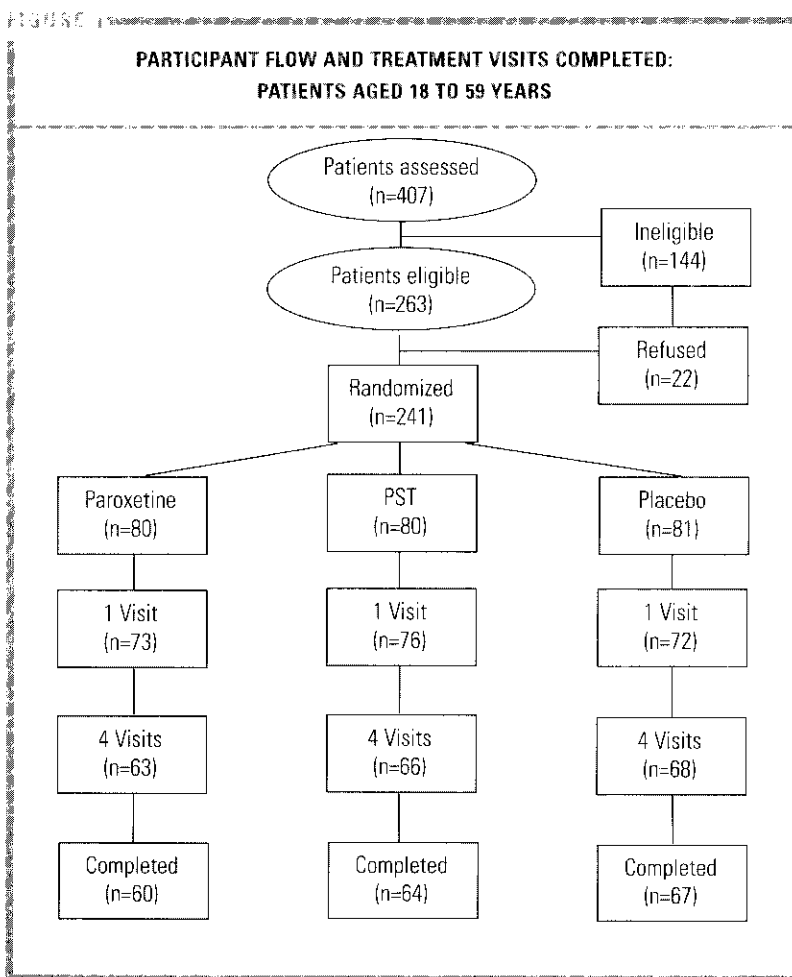 FIGURE 1
PARTICIPANT FLOW AND TREATMENT VISITS COMPLETED:
PATIENTS AGED 18 TO 59 YEARS
Patients assessed
(n=407)
Ineligible
(n=144)
Patients eligible
(n=263)
Refused
(n=22)
Randomized
(n=241)
Paroxetine
(n=80)
PST
(n=80)
Placebo
(n=81)
1 Visit
(n=73)
1 Visit
(n=76)
1 Visit
(n=72)
4 Visits
(n=63)
4 Visits
(n=66)
4 Visits
(n=68)
Completed
(n=60)
Completed
(n=64)
Completed
(n=67)